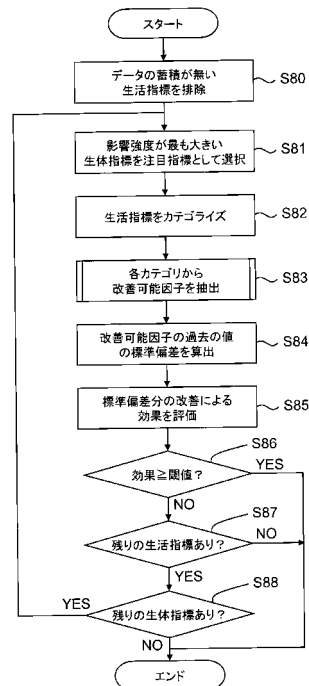 スタート
データの蓄積が無い
生活指標を排除
S80
影響強度が最も大きい
生体指標を注目指標として選択
S81
生活指標をカテゴライズ
S82
各カテゴリから
改善可能因子を抽出
S83
改善可能因子の過去の値
の標準偏差を算出
S84
標準偏差分の改善による
効果を評価
S85
S86
効果≧閾値?
YES
NO
S87
残りの生活指標あり?
NO
YES
S88
残りの生体指標あり?
YES
NO
エンド